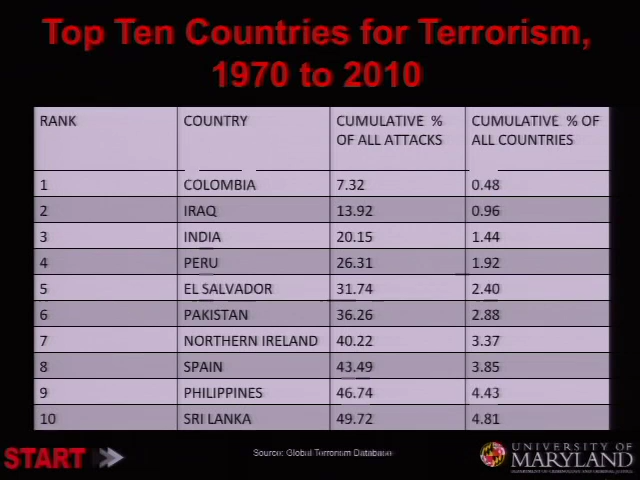 Top Ten Countries for Terrorism,
1970 to 2010
RANK COUNTRY CUMULATIVE % OF ALL ATTACKS CUMULATIVE % OF ALL COUNTRIES
1 COLOMBIA 7.32 0.48
2 IRAQ 13.92 0.96
3 INDIA 20.15 1.44
4 PERU 26.31 1.92
5 EL SALVADOR 31.74 2.40
6 PAKISTAN 36.26 2.88
7 NORTHERN IRELAND 40.22 3.37
8 SPAIN 43.49 3.85
9 PHILIPPINES 46.74 4.43
10 SRI LANKA 49.72 4.81
START
Source: Global Terrorism Database
UNIVERSITY OF
MARYLAND